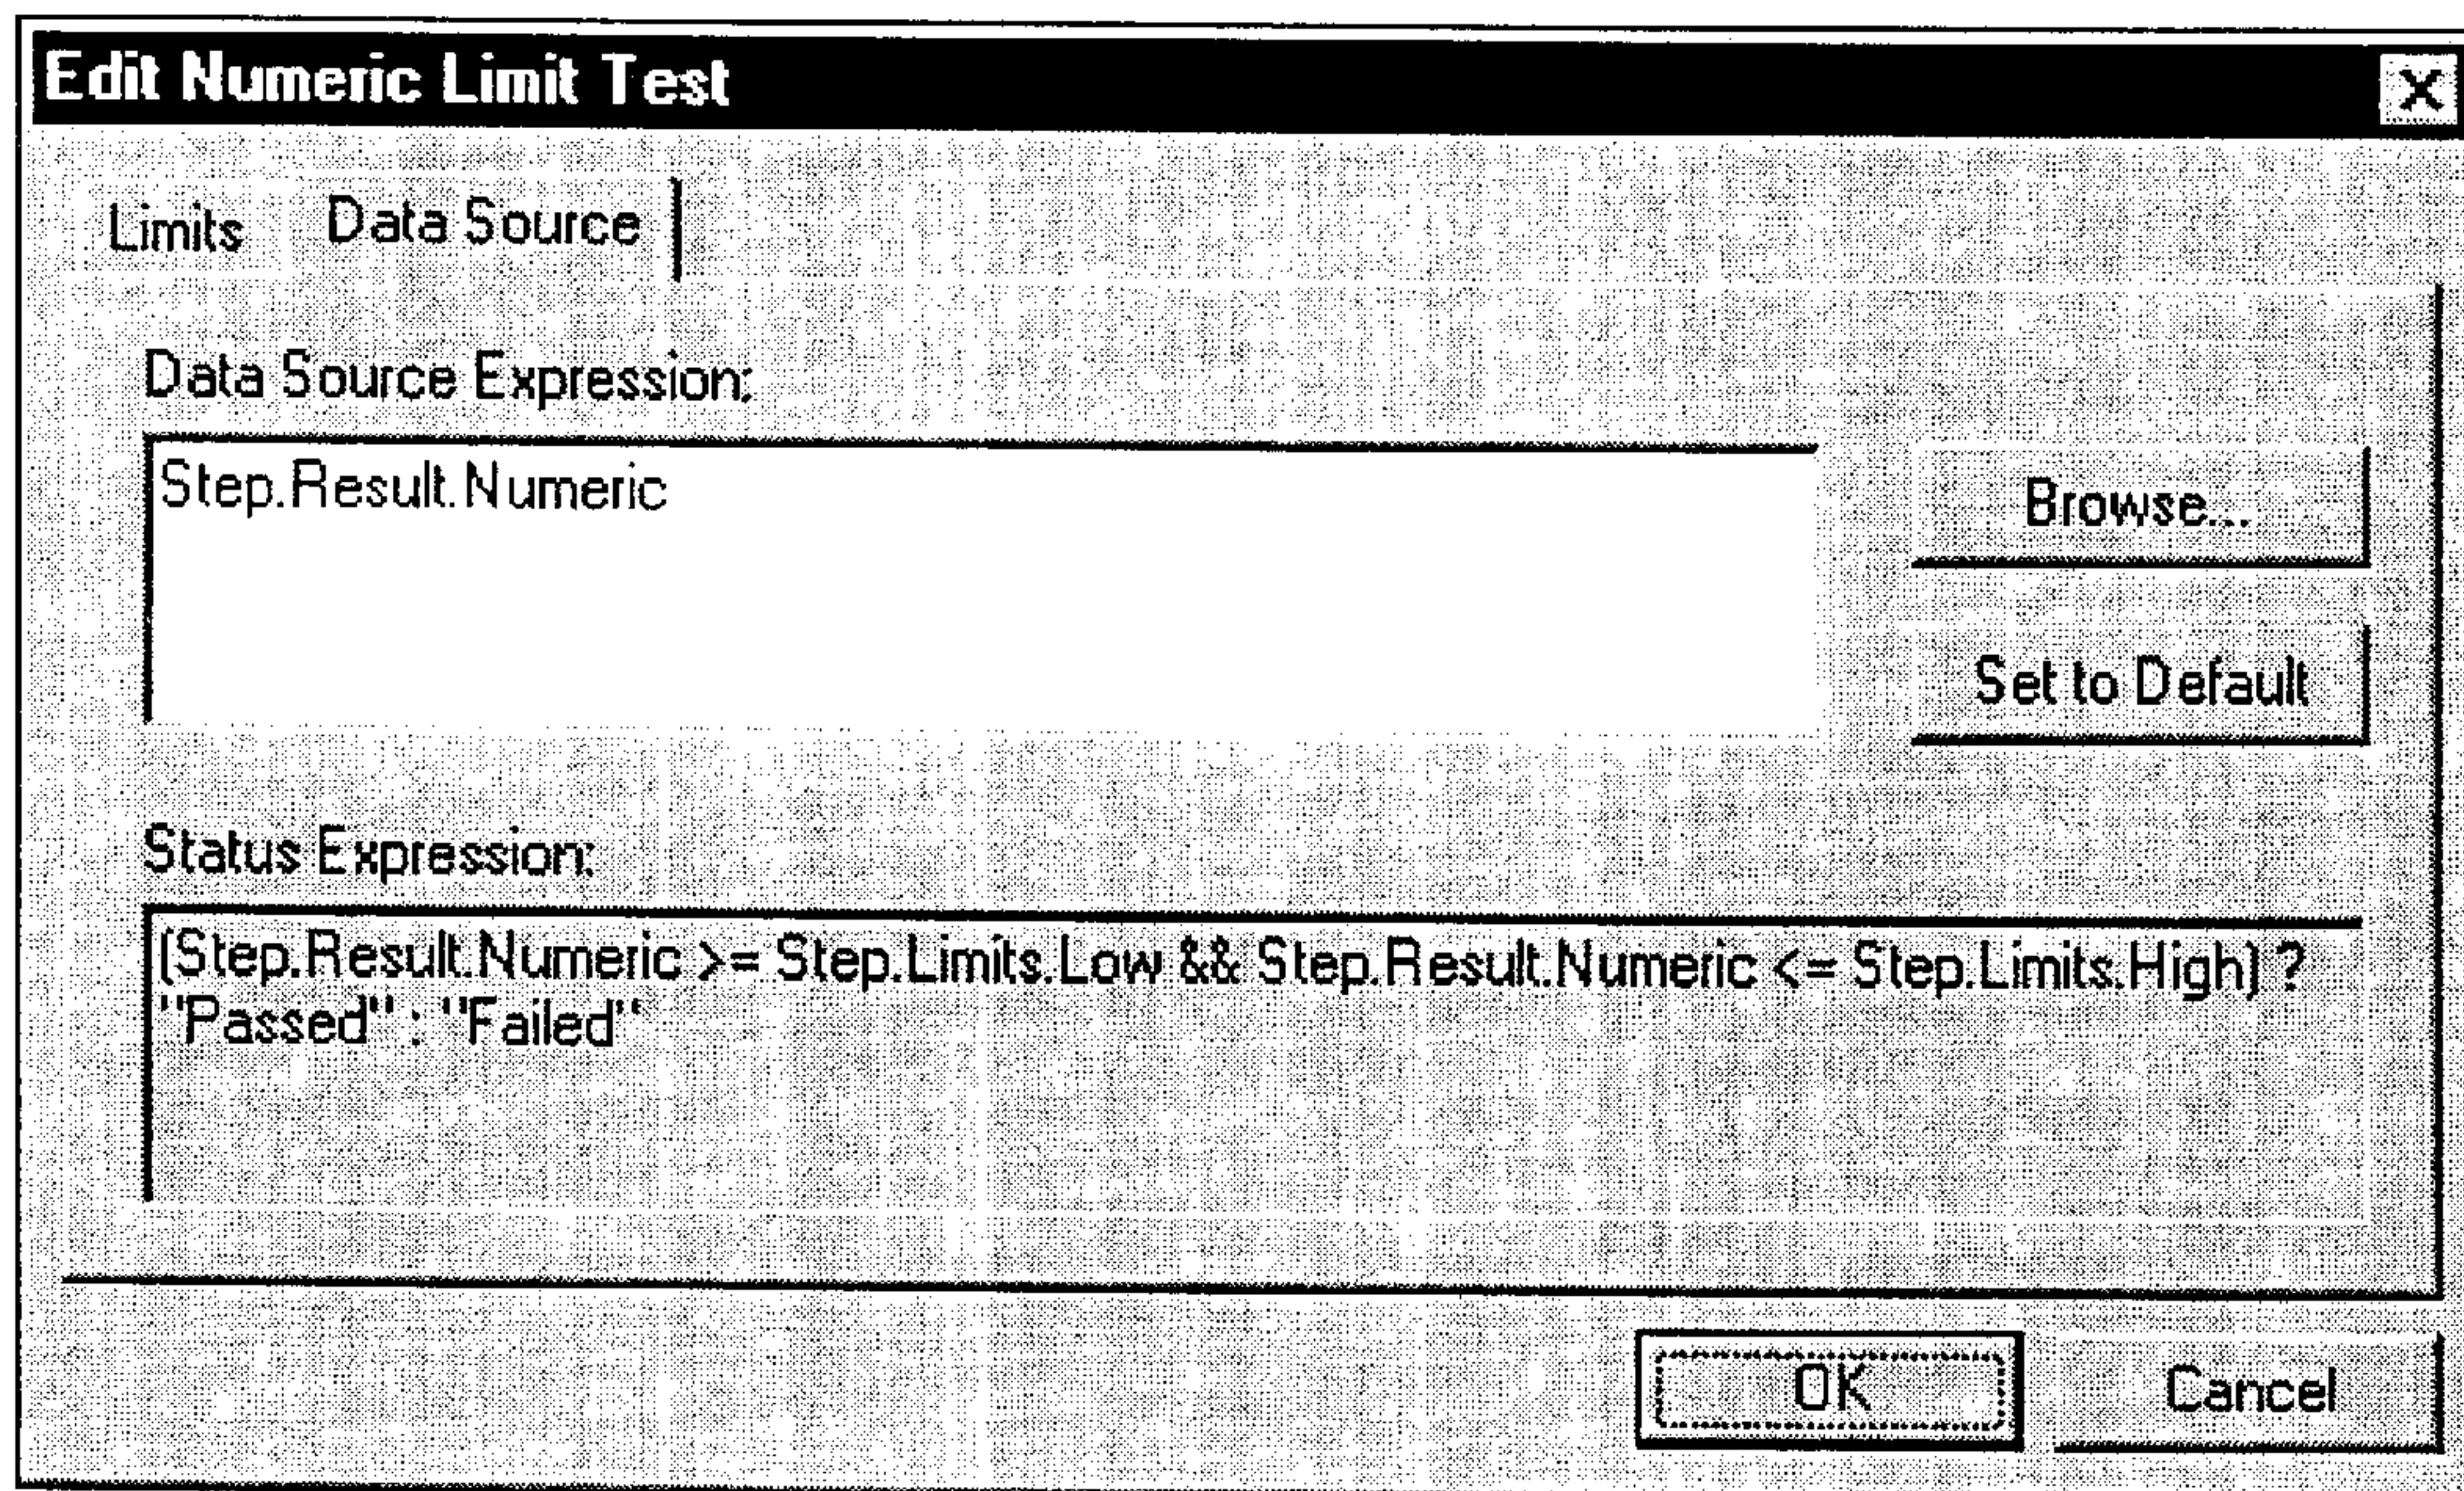 Edit Numeric Limit Test
Limits Data Source
Data Source Expression:
Step.Result.Numeric
Browse...
Set to Default
Status Expression:
(Step.Result.Numeric >= Step.Limits.Low && Step.Result.Numeric <= Step.Limits.High) ?
"Passed" : "Failed"
OK Cancel